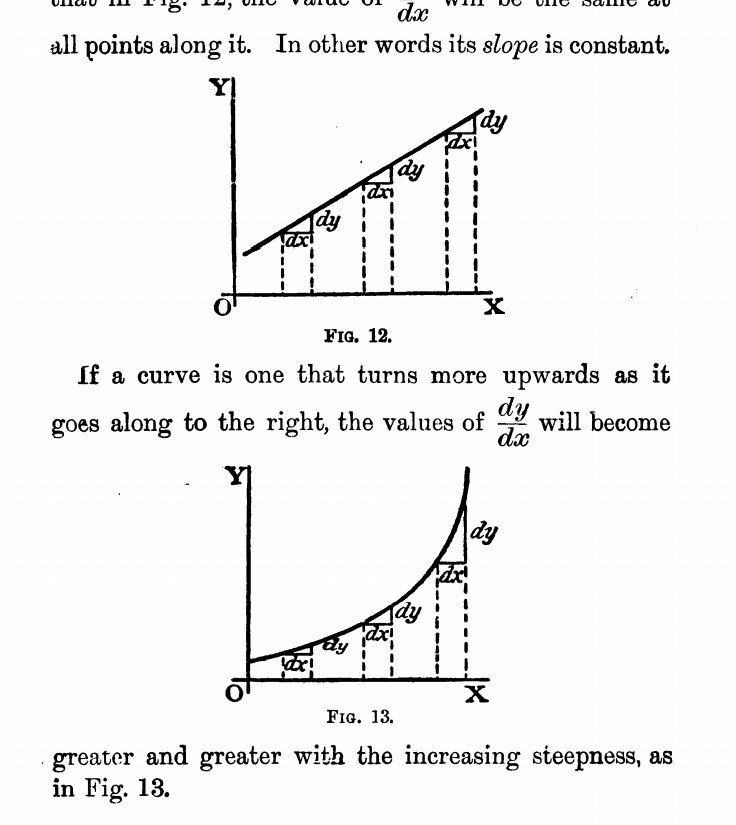 that in Fig. 12, the value of dy/dx will be the same at
all points along it. In other words its slope is constant.
Y
dy
dx
dy
dx
dy
dx
O
X
FIG. 12.
If a curve is one that turns more upwards as it
goes along to the right, the values of dy/dx will become
Y
dy
dx
dy
dx
dy
dx
O
X
FIG. 13.
greater and greater with the increasing steepness, as
in Fig. 13.